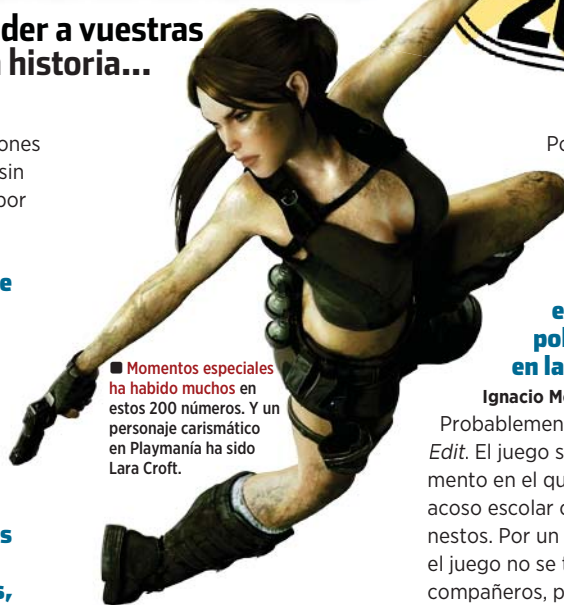 der a vuestras
historia...
ones
sin
por
e
■ Momentos especiales
ha habido muchos en
estos 200 números. Y un
personaje carismático
en Playmanía ha sido
Lara Croft.
s
s,
Po
e
pol
en la
Ignacio M
Probablemen
Edit. El juego s
mento en el qu
acoso escolar
nestos. Por un
el juego no se
compañeros, p